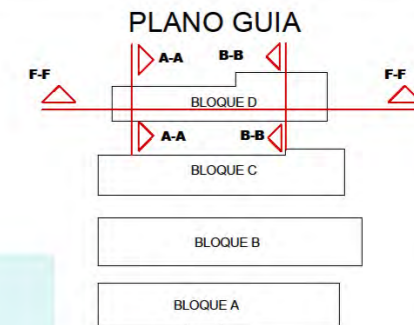 PLANO GUIA
A-A
B-B
F-F
F-F
BLOQUE D
A-A
B-B
BLOQUE C
BLOQUE B
BLOQUE A